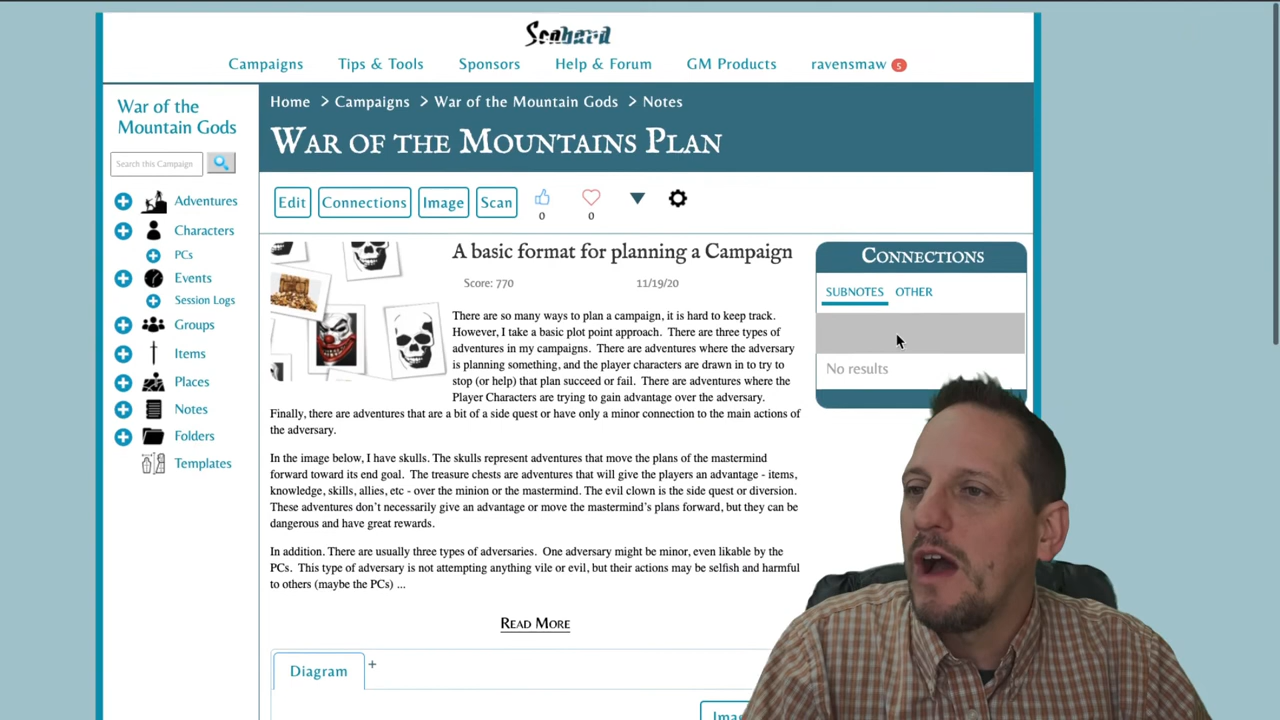 Scabard
Campaigns Tips & Tools Sponsors Help & Forum GM Products ravensmaw 5
War of the
Mountain Gods
Search this Campaign
Adventures
Characters
PCs
Events
Session Logs
Groups
Items
Places
Notes
Folders
Templates
Home > Campaigns > War of the Mountain Gods > Notes
War of the Mountains Plan
Edit Connections Image Scan 0 0
A basic format for planning a Campaign
Score: 770 11/19/20
There are so many ways to plan a campaign, it is hard to keep track.
However, I take a basic plot point approach. There are three types of
adventures in my campaigns. There are adventures where the adversary
is planning something, and the player characters are drawn in to try to
stop (or help) that plan succeed or fail. There are adventures where the
Player Characters are trying to gain advantage over the adversary.
Finally, there are adventures that are a bit of a side quest or have only a minor connection to the main actions of
the adversary.
In the image below, I have skulls. The skulls represent adventures that move the plans of the mastermind
forward toward its end goal. The treasure chests are adventures that will give the players an advantage - items,
knowledge, skills, allies, etc - over the minion or the mastermind. The evil clown is the side quest or diversion.
These adventures don't necessarily give an advantage or move the mastermind's plans forward, but they can be
dangerous and have great rewards.
In addition. There are usually three types of adversaries. One adversary might be minor, even likable by the
PCs. This type of adversary is not attempting anything vile or evil, but their actions may be selfish and harmful
to others (maybe the PCs) ...
Read More
Diagram +
Connections
SUBNOTES OTHER
No results